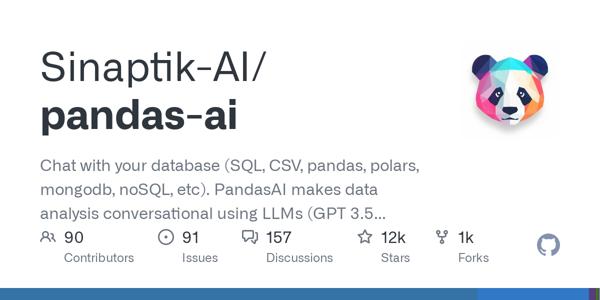 Sinaptik-AI/
pandas-ai
Chat with your database (SQL, CSV, pandas, polars,
mongodb, noSQL, etc). PandasAI makes data
analysis conversational using LLMs (GPT 3.5...
90 91 157 12k 1k
Contributors Issues Discussions Stars Forks